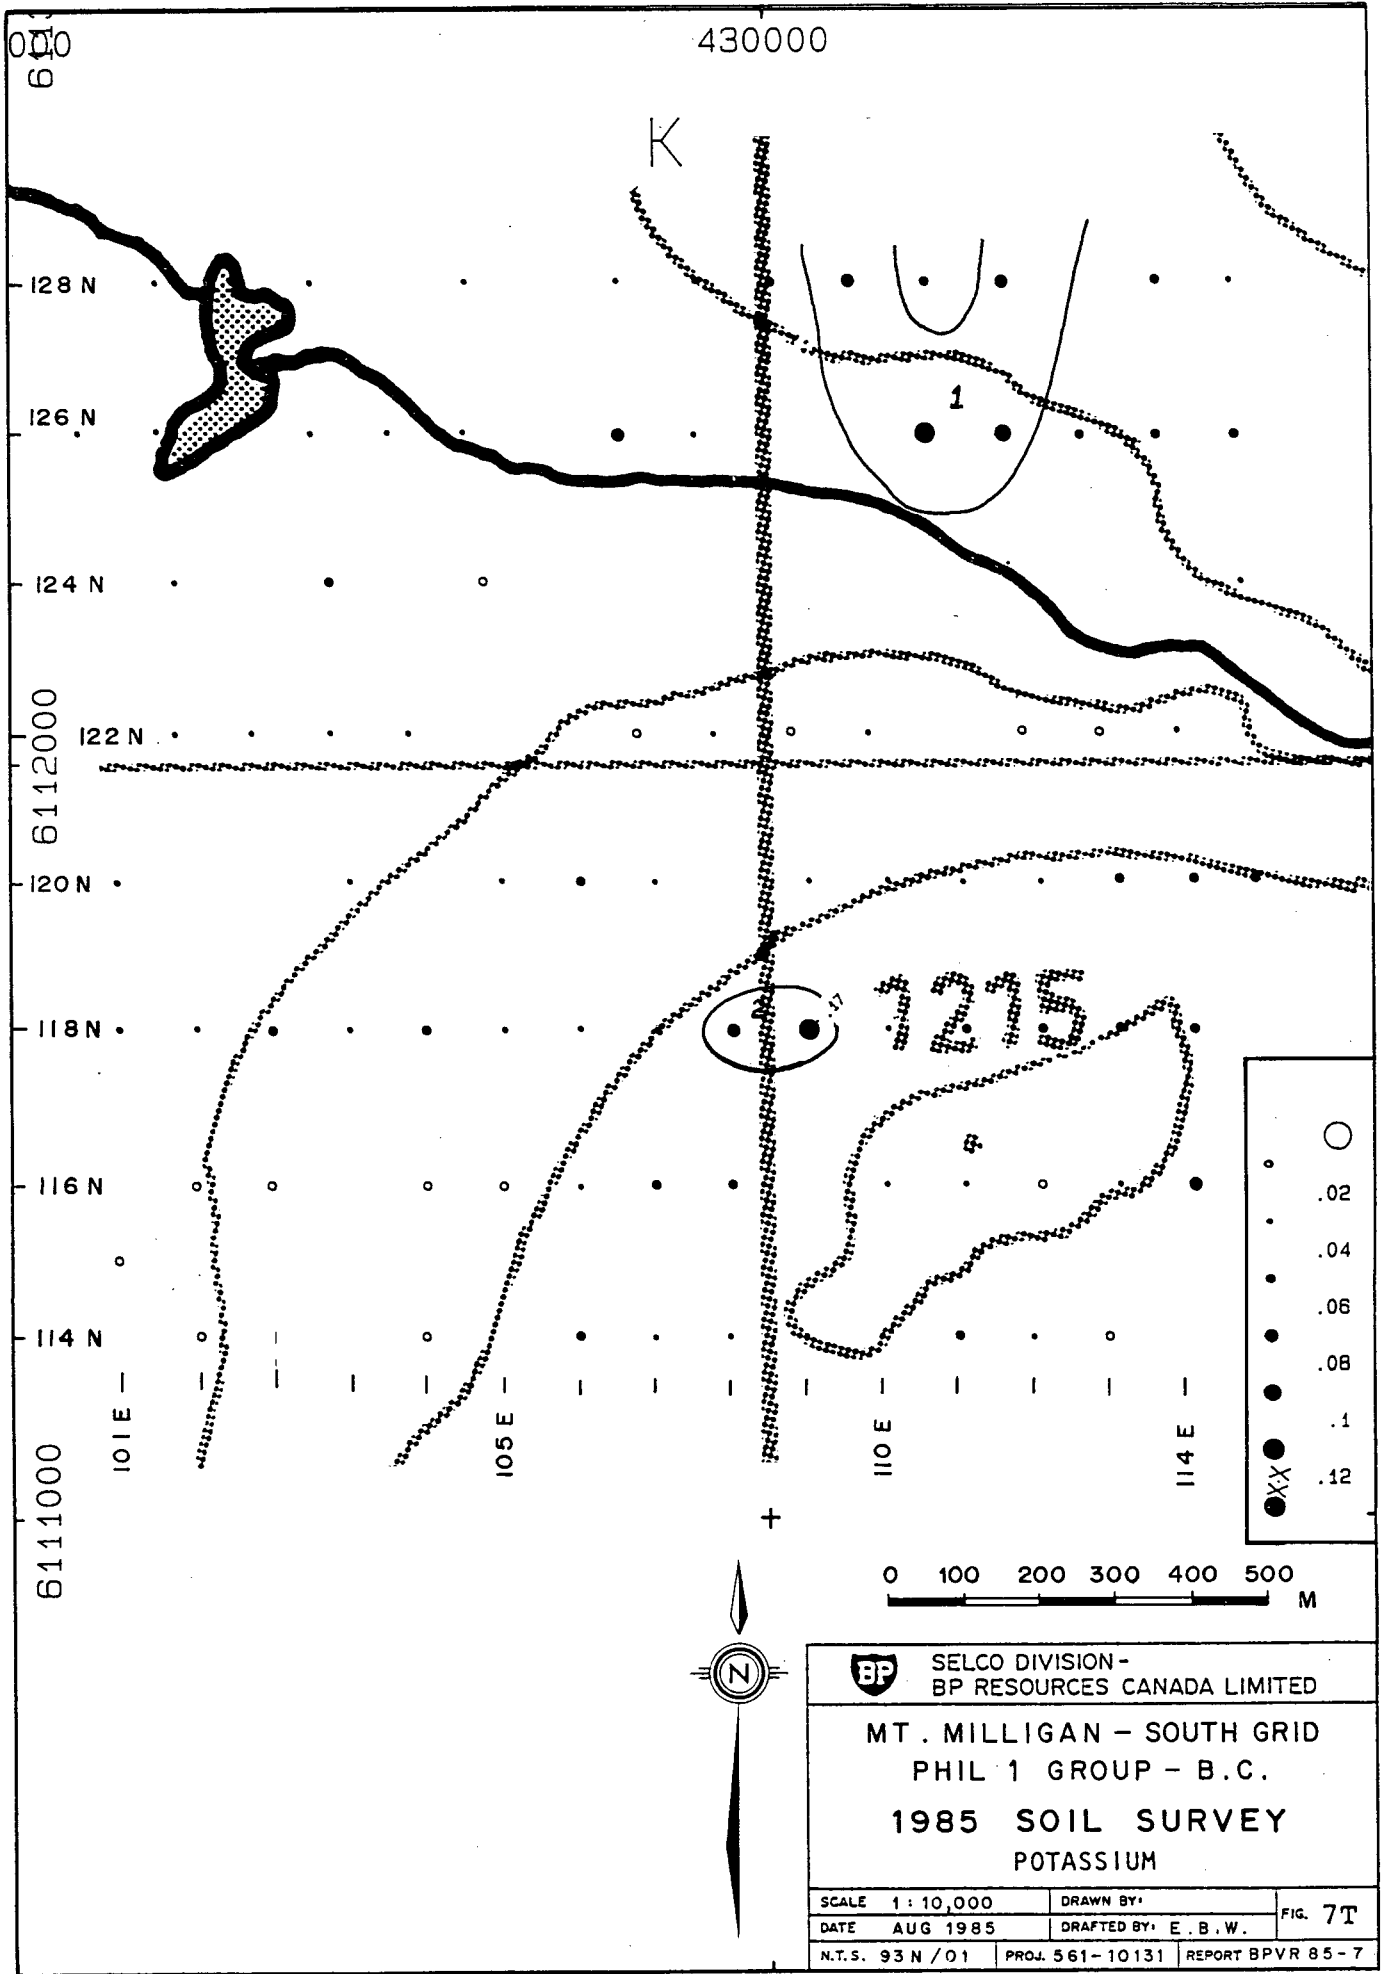 000
430000
K
128 N
1
126 N
124 N
122 N
6112000
120 N
.17
1215
118 N
116 N
.02
.04
.06
.08
.1
.12
X·X
114 N
101 E
105 E
110 E
114 E
6111000
0 100 200 300 400 500 M
N
BP
SELCO DIVISION-
BP RESOURCES CANADA LIMITED
MT. MILLIGAN - SOUTH GRID
PHIL 1 GROUP - B.C.
1985 SOIL SURVEY
POTASSIUM
SCALE 1:10,000 DRAWN BY:
DATE AUG 1985 DRAFTED BY: E.B.W. FIG. 7T
N.T.S. 93 N / 01 PROJ. 561-10131 REPORT BPVR 85-7